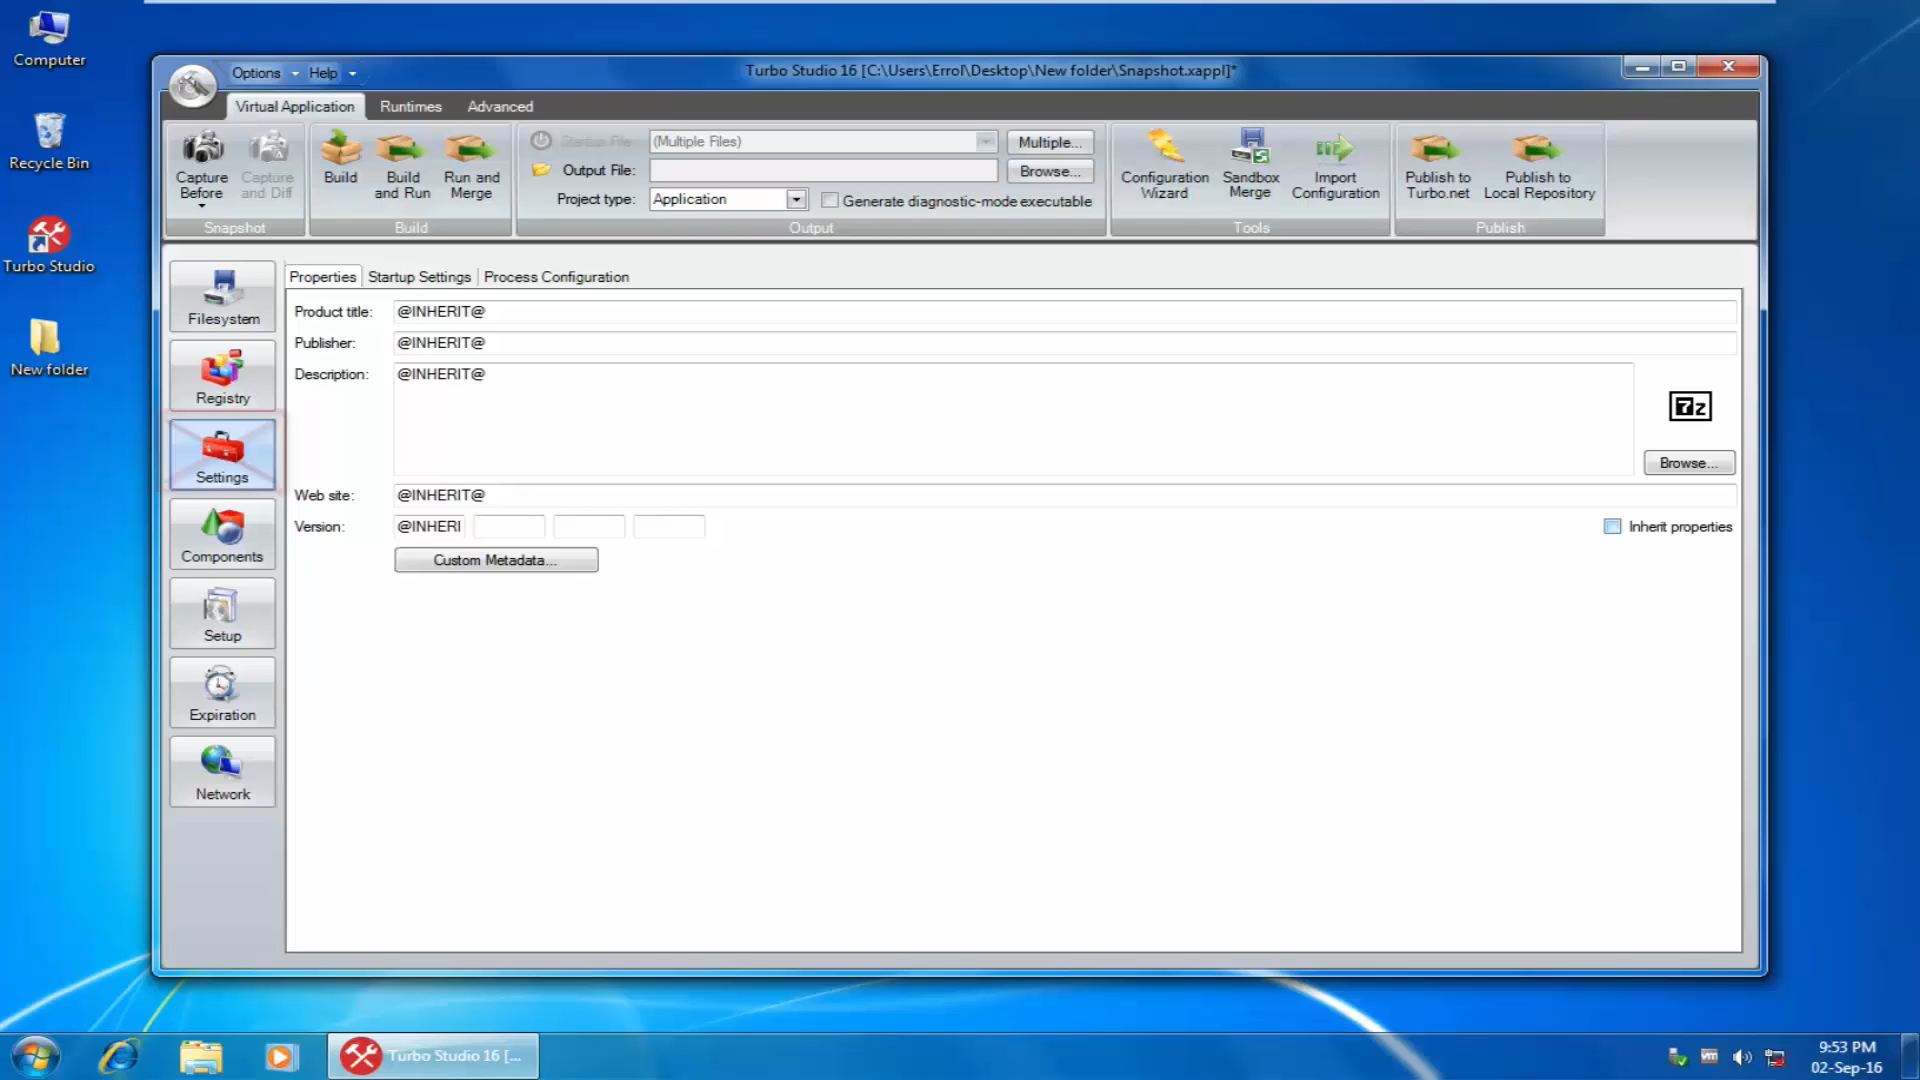 Computer
Recycle Bin
Turbo Studio
New folder
Options Help
Turbo Studio 16 [C:\Users\Errol\Desktop\New folder\Snapshot.xappl]*
Virtual Application Runtimes Advanced
Capture Before
Capture and Diff
Snapshot
Build
Build and Run
Run and Merge
Build
Startup File: (Multiple Files) Multiple...
Output File: Browse...
Project type: Application Generate diagnostic-mode executable
Output
Configuration Wizard
Sandbox Merge
Import Configuration
Tools
Publish to Turbo.net
Publish to Local Repository
Publish
Filesystem
Registry
Settings
Components
Setup
Expiration
Network
Properties Startup Settings Process Configuration
Product title: @INHERIT@
Publisher: @INHERIT@
Description: @INHERIT@
7z
Browse...
Web site: @INHERIT@
Version: @INHERI Inherit properties
Custom Metadata...
Turbo Studio 16 [...
vm
9:53 PM
02-Sep-16